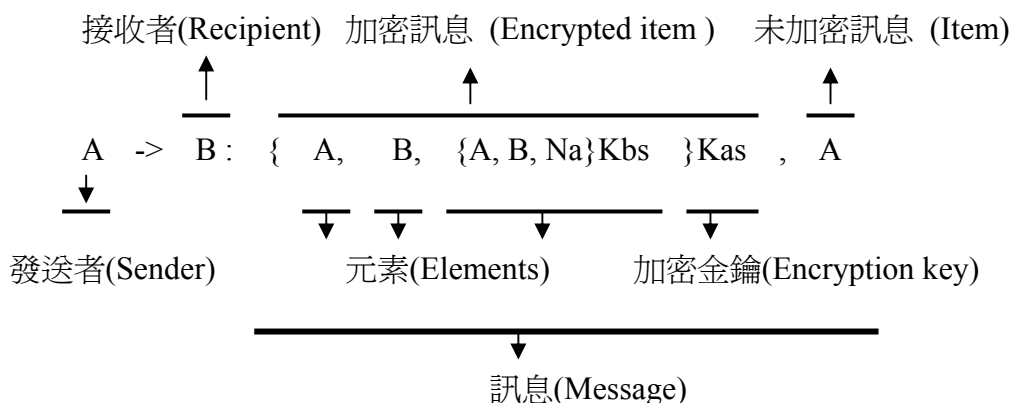 接收者(Recipient) 加密訊息 (Encrypted item ) 未加密訊息 (Item)
A -> B : { A, B, {A, B, Na}Kbs }Kas , A
發送者(Sender) 元素(Elements) 加密金鑰(Encryption key)
訊息(Message)